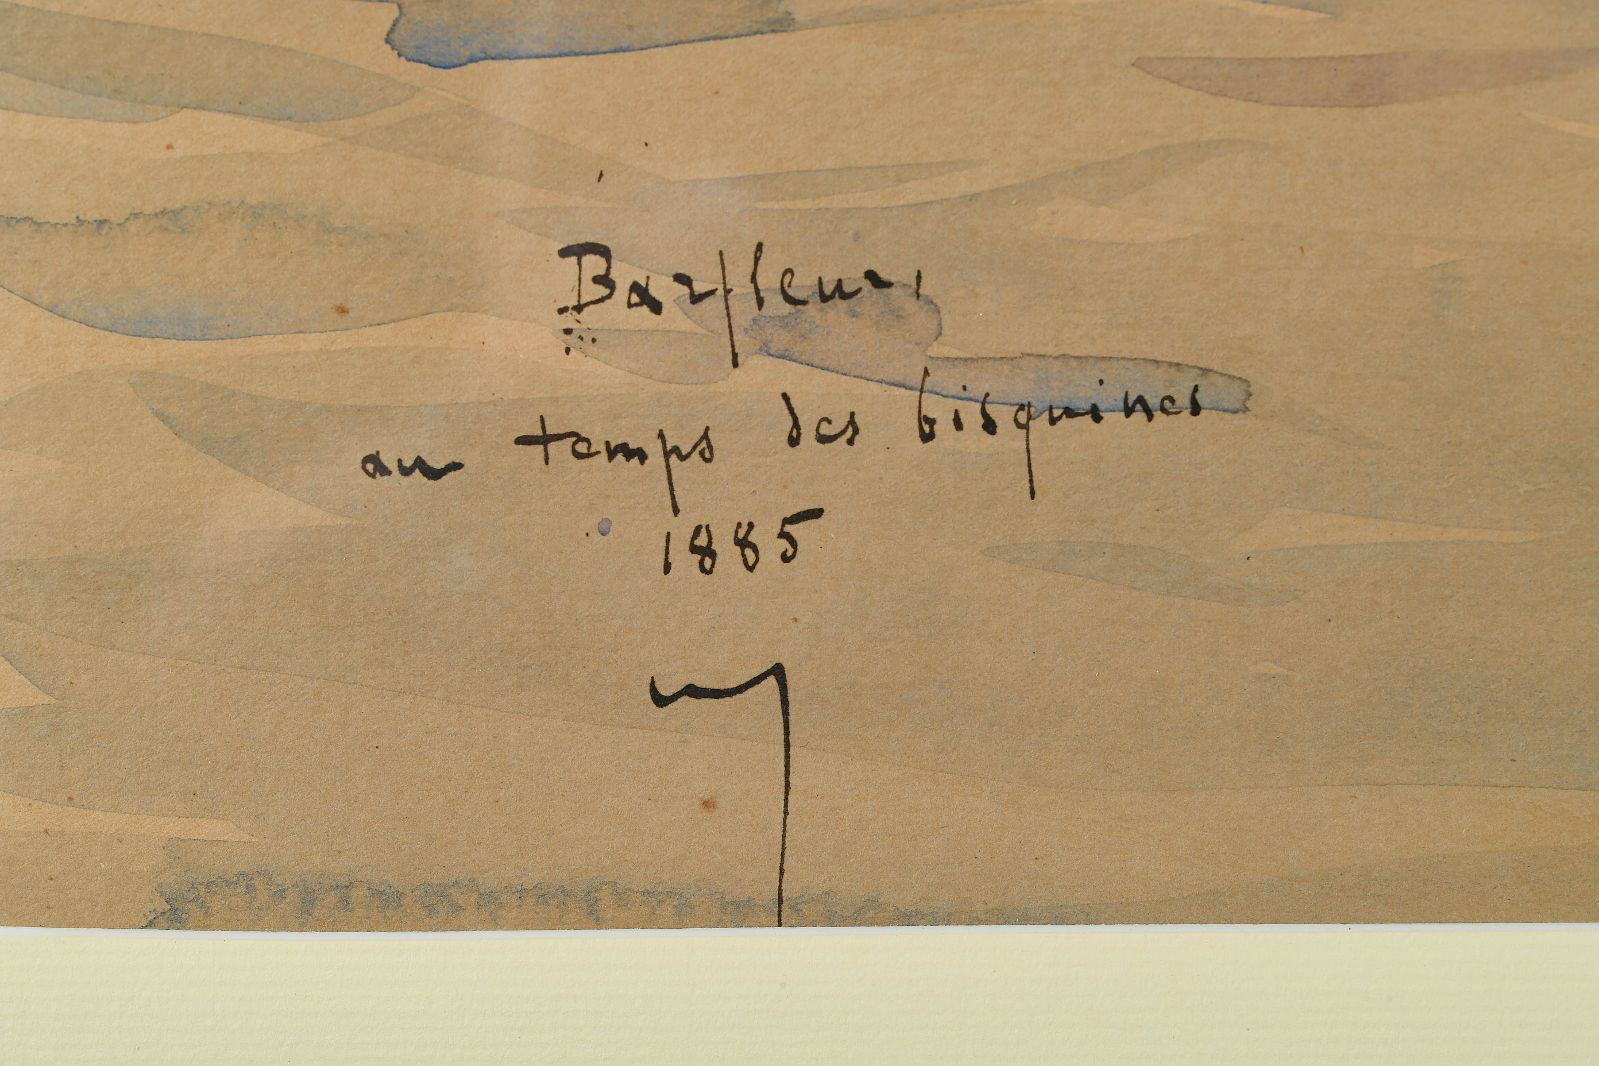 Barfleur,
au temps des bisquines
1885